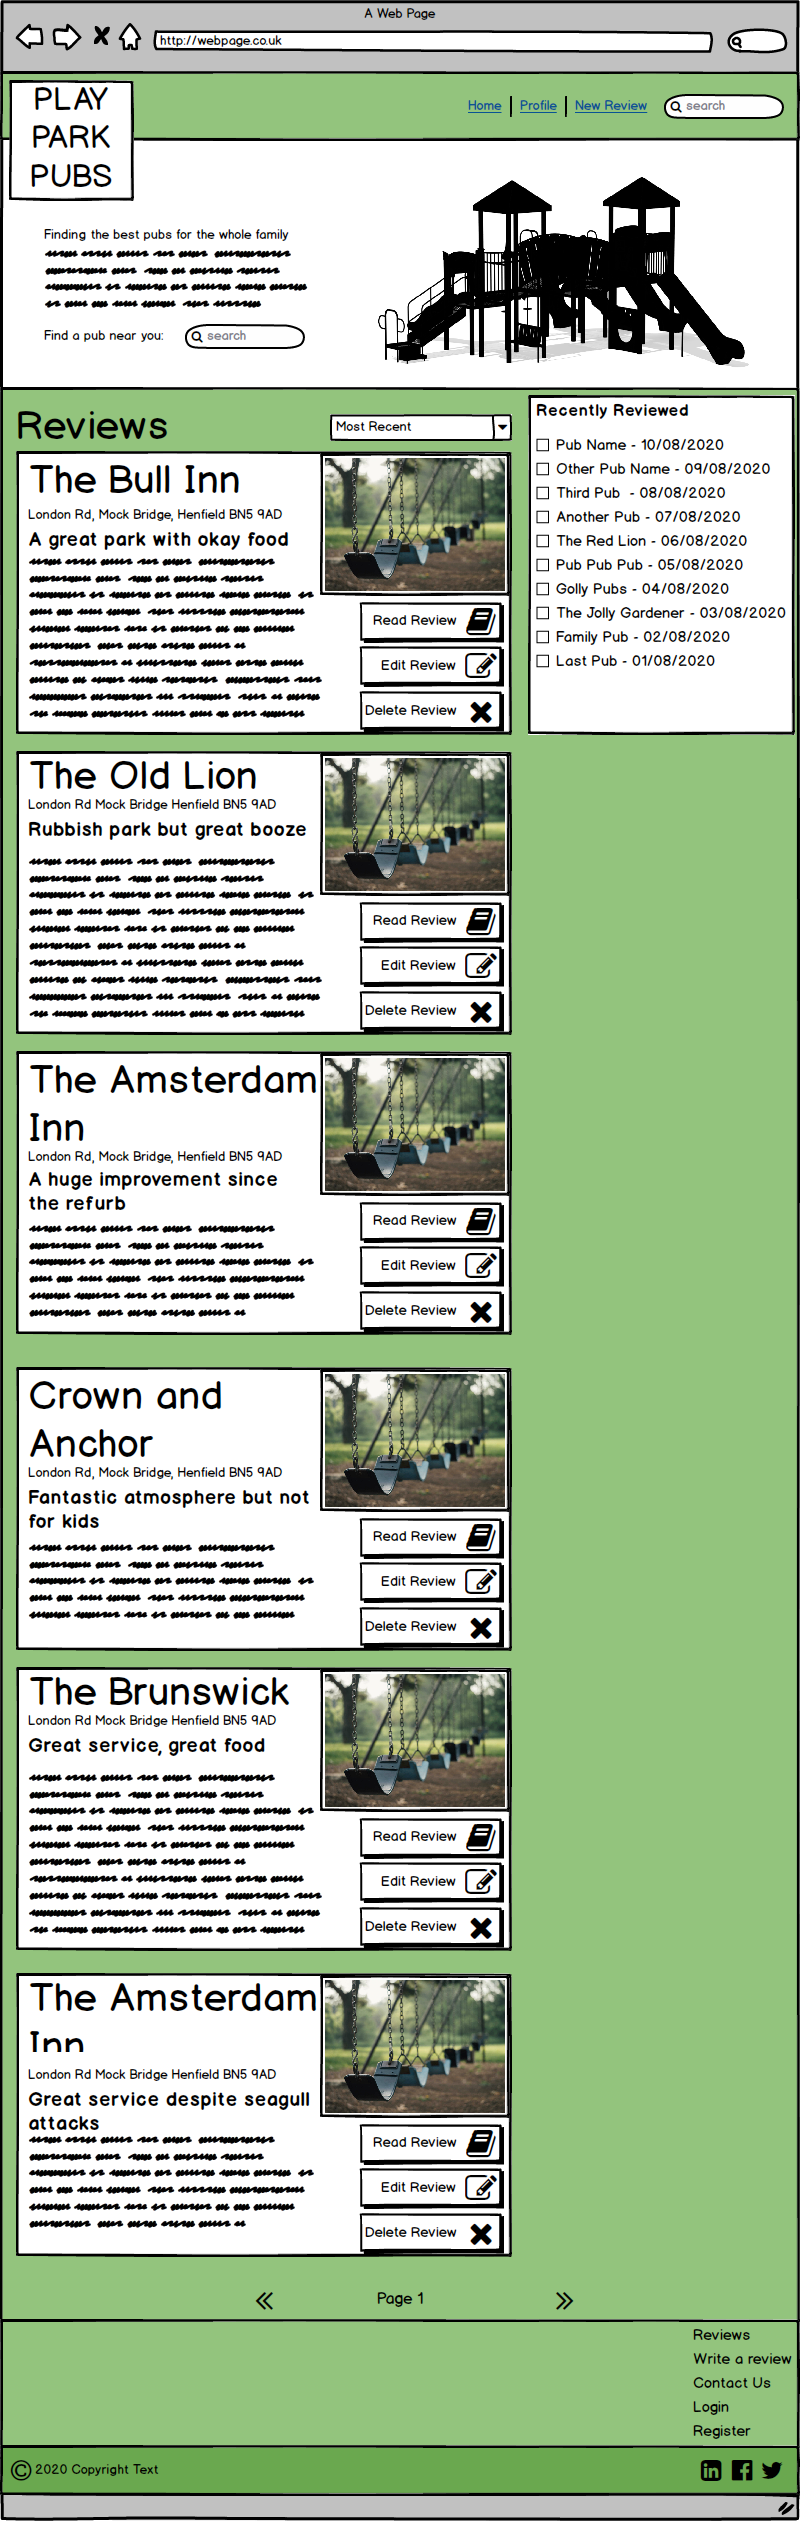 A Web Page
http://webpage.co.uk
PLAY
PARK
PUBS
Home
Profile
New Review
search
Finding the best pubs for the whole family
Find a pub near you:
search
Reviews
Most Recent
The Bull Inn
London Rd, Mock Bridge, Henfield BN5 9AD
A great park with okay food
Read Review
Edit Review
Delete Review
Recently Reviewed
Pub Name - 10/08/2020
Other Pub Name - 09/08/2020
Third Pub  - 08/08/2020
Another Pub - 07/08/2020
The Red Lion - 06/08/2020
Pub Pub Pub - 05/08/2020
Golly Pubs - 04/08/2020
The Jolly Gardener - 03/08/2020
Family Pub - 02/08/2020
Last Pub - 01/08/2020
The Old Lion
London Rd Mock Bridge Henfield BN5 9AD
Rubbish park but great booze
Read Review
Edit Review
Delete Review
The Amsterdam
Inn
London Rd, Mock Bridge, Henfield BN5 9AD
A huge improvement since
the refurb
Read Review
Edit Review
Delete Review
Crown and
Anchor
London Rd, Mock Bridge, Henfield BN5 9AD
Fantastic atmosphere but not
for kids
Read Review
Edit Review
Delete Review
The Brunswick
London Rd Mock Bridge Henfield BN5 9AD
Great service, great food
Read Review
Edit Review
Delete Review
The Amsterdam
Inn
London Rd Mock Bridge Henfield BN5 9AD
Great service despite seagull
attacks
Read Review
Edit Review
Delete Review
Page 1
Reviews
Write a review
Contact Us
Login
Register
© 2020 Copyright Text